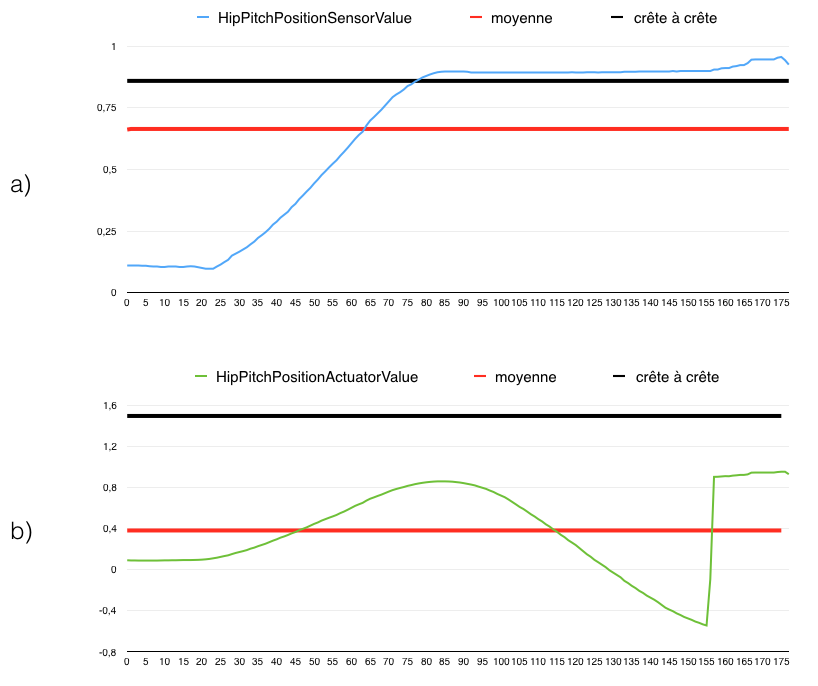 HipPitchPositionSensorValue moyenne crête à crête
1
0,75
0,5
a)
0,25
0
0 5 10 15 20 25 30 35 40 45 50 55 60 65 70 75 80 85 90 95 100 105 110 115 120 125 130 135 140 145 150 155 160 165 170 175
HipPitchPositionActuatorValue moyenne crête à crête
1,6
1,2
0,8
0,4
b)
0
-0,4
-0,8
0 5 10 15 20 25 30 35 40 45 50 55 60 65 70 75 80 85 90 95 100 105 110 115 120 125 130 135 140 145 150 155 160 165 170 175